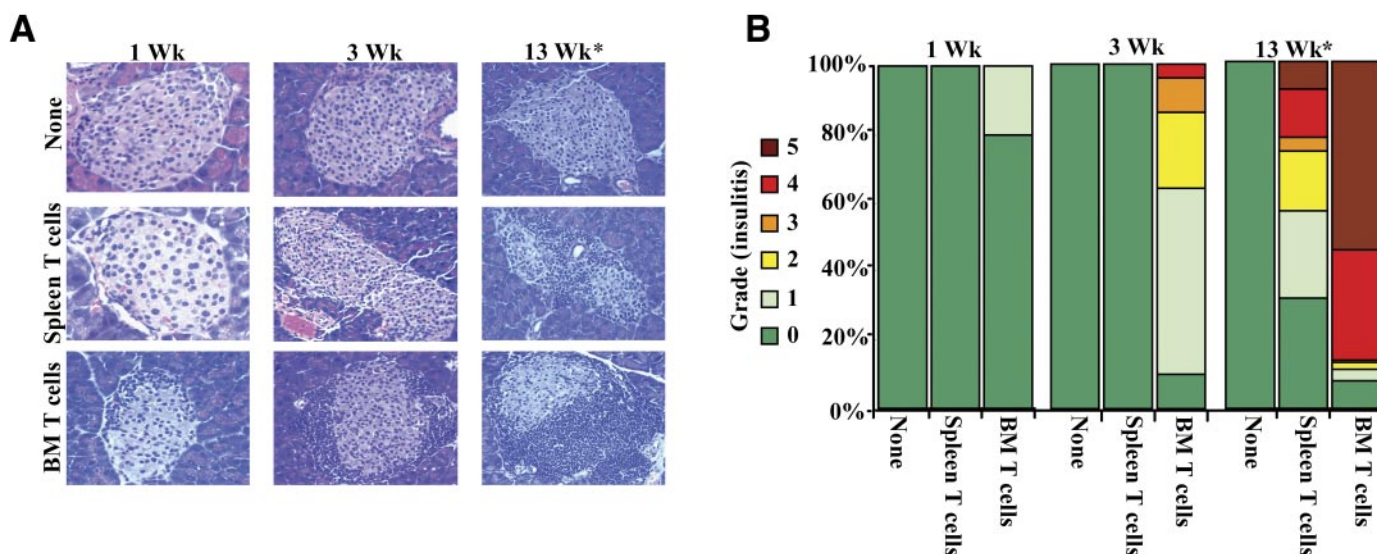 A
1 Wk
3 Wk
13 Wk*
None
Spleen T cells
BM T cells
B
1 Wk
3 Wk
13 Wk*
Grade (insulitis)
5
4
3
2
1
0
100%
80%
60%
40%
20%
0%
None
Spleen T cells
BM T cells
None
Spleen T cells
BM T cells
None
Spleen T cells
BM T cells